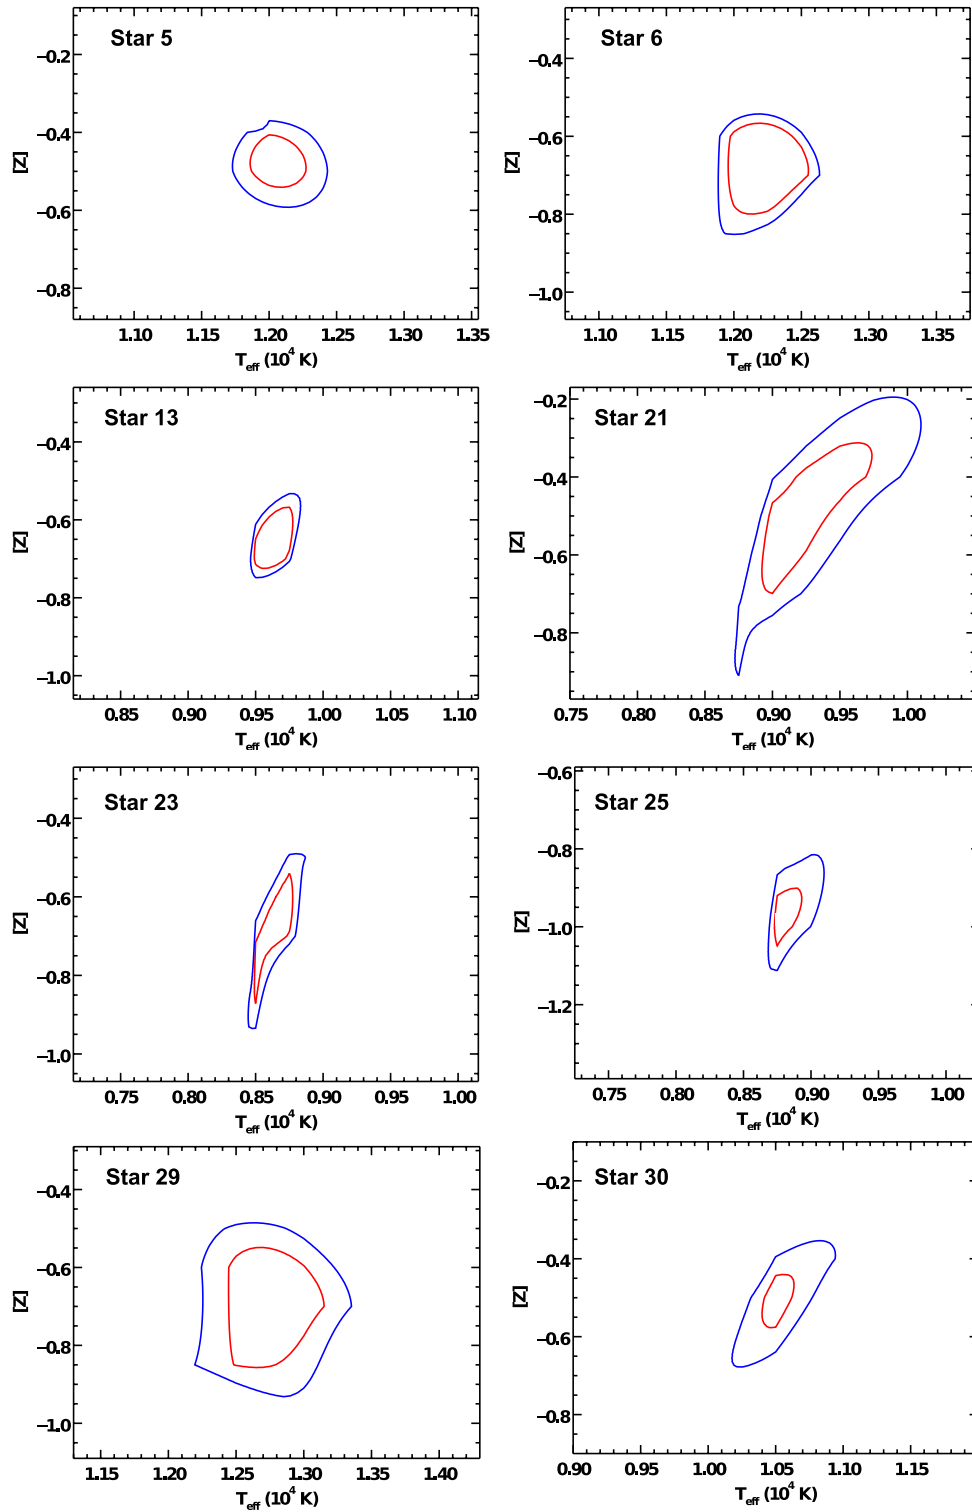 Star 5
−0.2
−0.4
−0.6
−0.8
[Z]
1.10 1.15 1.20 1.25 1.30 1.35
T_eff (10^4 K)
Star 6
−0.4
−0.6
−0.8
−1.0
[Z]
1.10 1.15 1.20 1.25 1.30 1.35
T_eff (10^4 K)
Star 13
−0.4
−0.6
−0.8
−1.0
[Z]
0.85 0.90 0.95 1.00 1.05 1.10
T_eff (10^4 K)
Star 21
−0.2
−0.4
−0.6
−0.8
[Z]
0.75 0.80 0.85 0.90 0.95 1.00
T_eff (10^4 K)
Star 23
−0.4
−0.6
−0.8
−1.0
[Z]
0.75 0.80 0.85 0.90 0.95 1.00
T_eff (10^4 K)
Star 25
−0.6
−0.8
−1.0
−1.2
[Z]
0.80 0.85 0.90 0.95 1.00
T_eff (10^4 K)
Star 29
−0.4
−0.6
−0.8
−1.0
[Z]
1.15 1.20 1.25 1.30 1.35 1.40
T_eff (10^4 K)
Star 30
−0.2
−0.4
−0.6
−0.8
[Z]
0.90 0.95 1.00 1.05 1.10 1.15
T_eff (10^4 K)